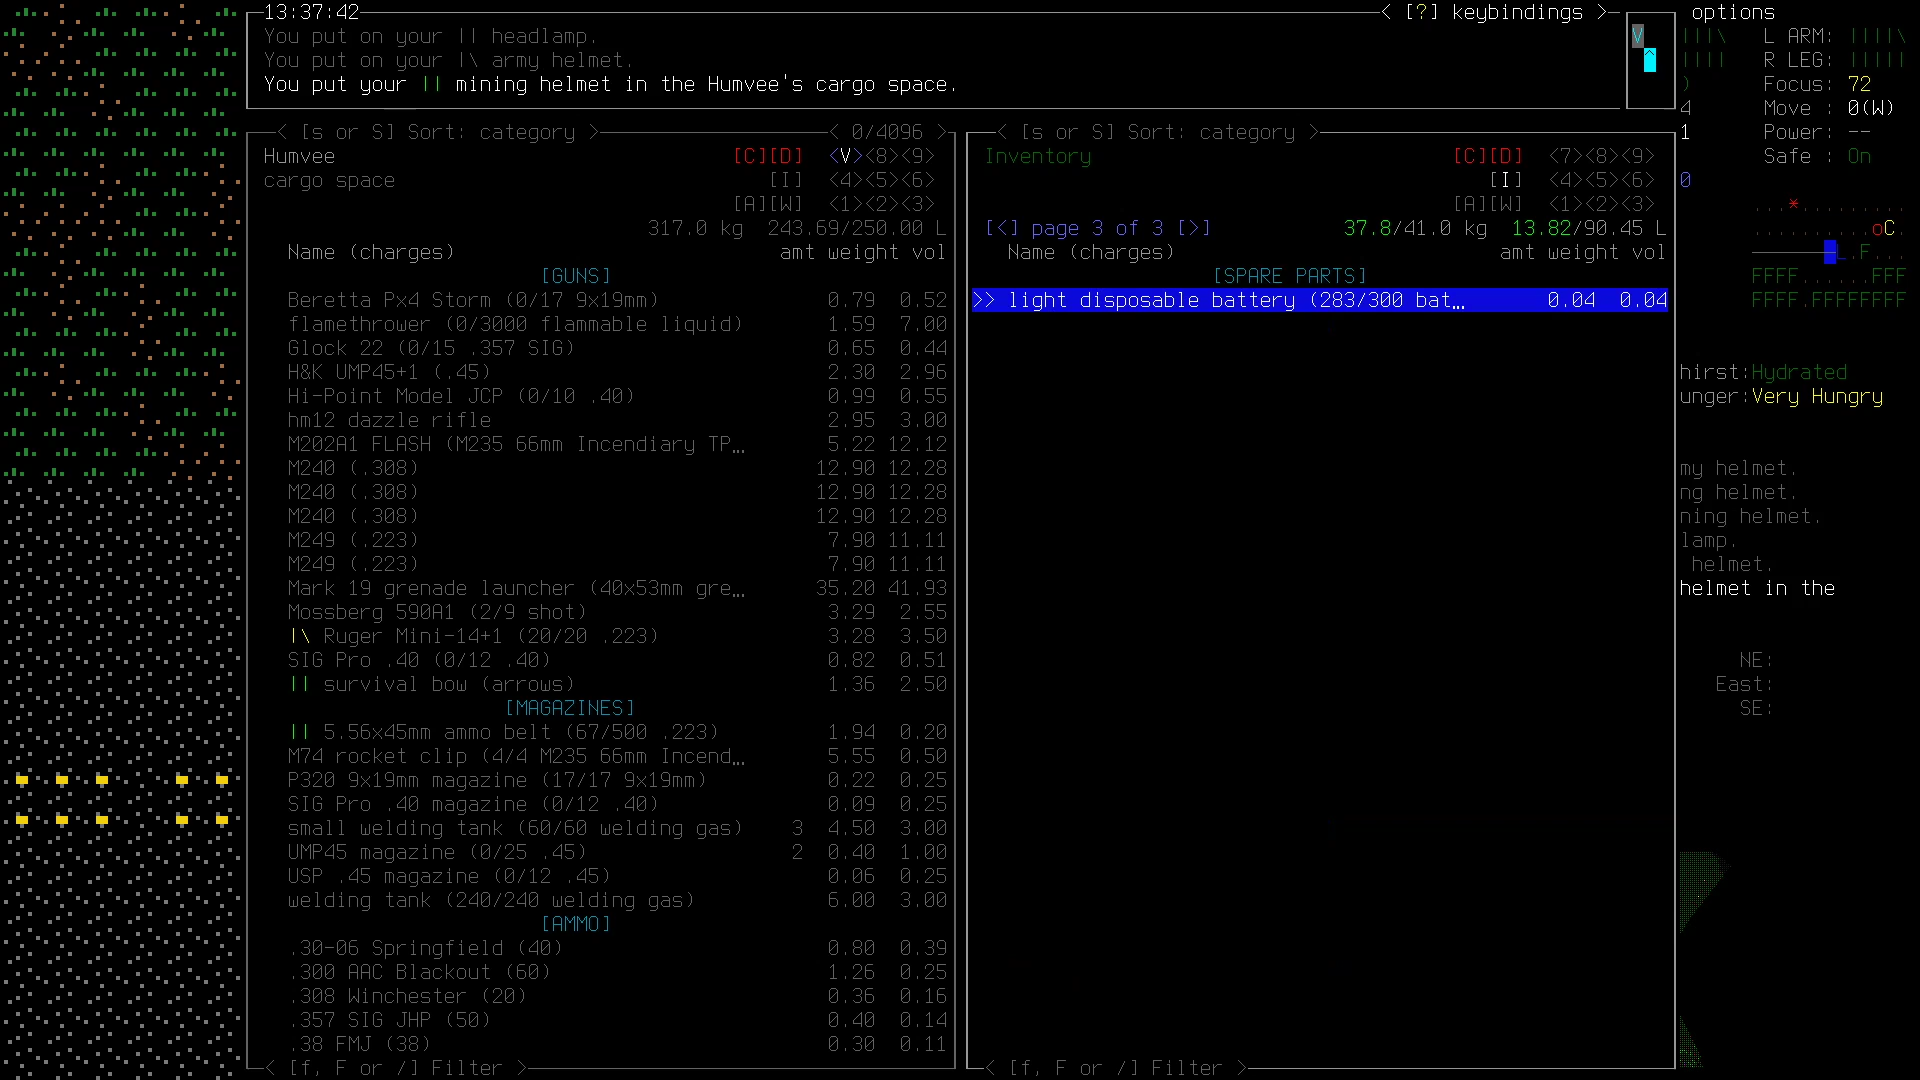 13:37:42 < [?] keybindings > options
You put on your || headlamp.
You put on your |\ army helmet.
You put your || mining helmet in the Humvee's cargo space.
V
^
|||\ L ARM: ||||\
|||| R LEG: |||||
) Focus: 72
4 Move : 0(W)
1 Power: --
Safe : On
0
< [s or S] Sort: category > < 0/4096 >
Humvee [C][D] <V><8><9>
cargo space [I] <4><5><6>
[A][W] <1><2><3>
317.0 kg 243.69/250.00 L
Name (charges) amt weight vol
[GUNS]
Beretta Px4 Storm (0/17 9x19mm) 0.79 0.52
flamethrower (0/3000 flammable liquid) 1.59 7.00
Glock 22 (0/15 .357 SIG) 0.65 0.44
H&K UMP45+1 (.45) 2.30 2.96
Hi-Point Model JCP (0/10 .40) 0.99 0.55
hm12 dazzle rifle 2.95 3.00
M202A1 FLASH (M235 66mm Incendiary TP… 5.22 12.12
M240 (.308) 12.90 12.28
M240 (.308) 12.90 12.28
M240 (.308) 12.90 12.28
M249 (.223) 7.90 11.11
M249 (.223) 7.90 11.11
Mark 19 grenade launcher (40x53mm gre… 35.20 41.93
Mossberg 590A1 (2/9 shot) 3.29 2.55
|\ Ruger Mini-14+1 (20/20 .223) 3.28 3.50
SIG Pro .40 (0/12 .40) 0.82 0.51
|| survival bow (arrows) 1.36 2.50
[MAGAZINES]
|| 5.56x45mm ammo belt (67/500 .223) 1.94 0.20
M74 rocket clip (4/4 M235 66mm Incend… 5.55 0.50
P320 9x19mm magazine (17/17 9x19mm) 0.22 0.25
SIG Pro .40 magazine (0/12 .40) 0.09 0.25
small welding tank (60/60 welding gas) 3 4.50 3.00
UMP45 magazine (0/25 .45) 2 0.40 1.00
USP .45 magazine (0/12 .45) 0.06 0.25
welding tank (240/240 welding gas) 6.00 3.00
[AMMO]
.30-06 Springfield (40) 0.80 0.39
.300 AAC Blackout (60) 1.26 0.25
.308 Winchester (20) 0.36 0.16
.357 SIG JHP (50) 0.40 0.14
.38 FMJ (38) 0.30 0.11
< [f, F or /] Filter >
< [s or S] Sort: category >
Inventory [C][D] <7><8><9>
[I] <4><5><6>
[A][W] <1><2><3>
[<] page 3 of 3 [>] 37.8/41.0 kg 13.82/90.45 L
Name (charges) amt weight vol
[SPARE PARTS]
>> light disposable battery (283/300 bat… 0.04 0.04
< [f, F or /] Filter >
...*.........
..........oC.
L.F...
FFFF......FFF
FFFF.FFFFFFFF
hirst:Hydrated
unger:Very Hungry
my helmet.
ng helmet.
ning helmet.
lamp.
helmet.
helmet in the
NE:
East:
SE: